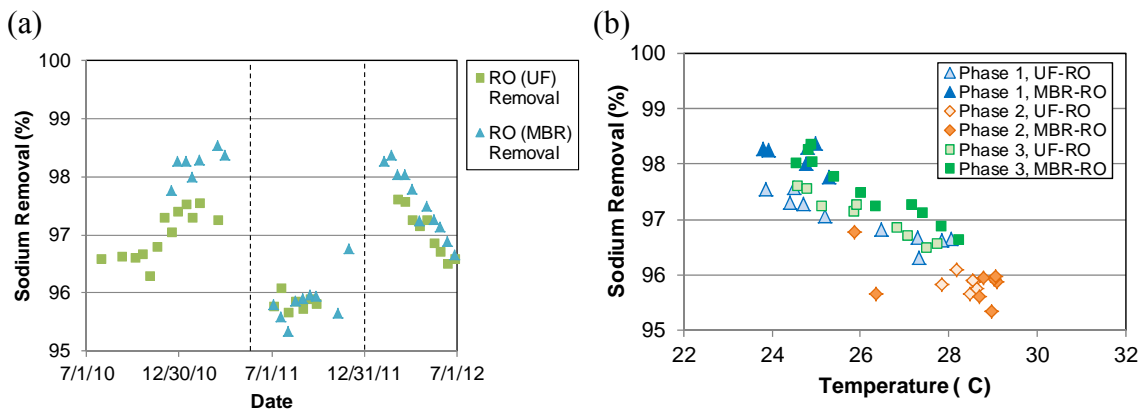 (a)
100
99
98
97
96
95
Sodium Removal (%)
7/1/10
12/30/10
7/1/11
12/31/11
7/1/12
Date
RO (UF)
Removal
RO (MBR)
Removal
(b)
100
99
98
97
96
95
Sodium Removal (%)
22
24
26
28
30
32
Temperature ( C)
Phase 1, UF-RO
Phase 1, MBR-RO
Phase 2, UF-RO
Phase 2, MBR-RO
Phase 3, UF-RO
Phase 3, MBR-RO